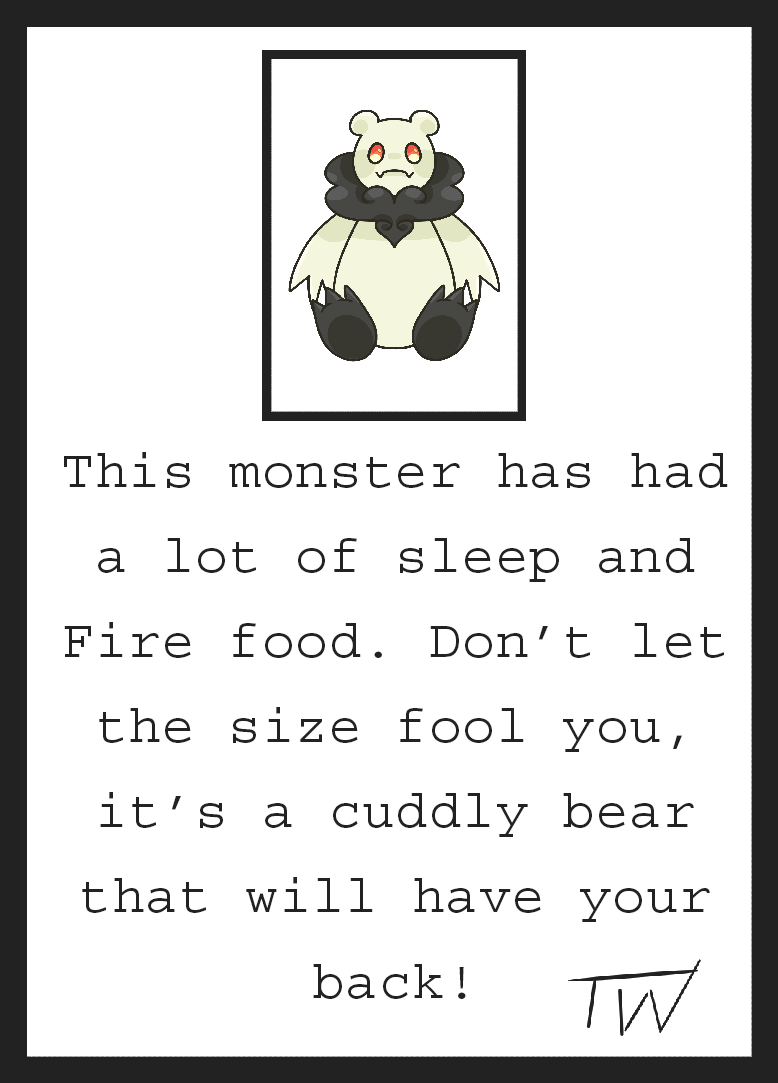 This monster has had
a lot of sleep and
Fire food. Don’t let
the size fool you,
it’s a cuddly bear
that will have your
back!
TW